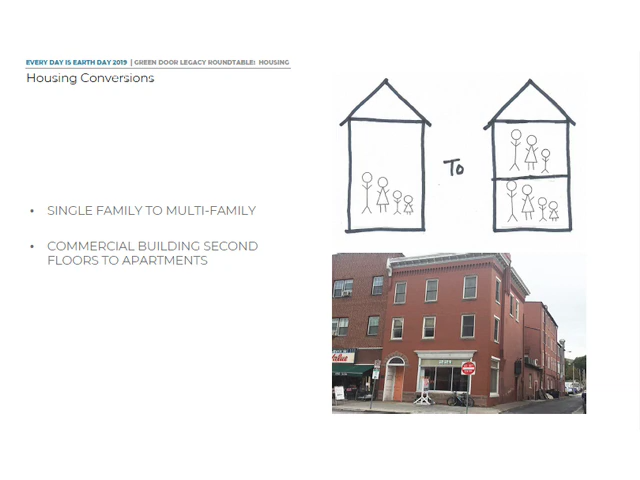 EVERY DAY IS EARTH DAY 2019 | GREEN DOOR LEGACY ROUNDTABLE: HOUSING
Housing Conversions
• SINGLE FAMILY TO MULTI-FAMILY
• COMMERCIAL BUILDING SECOND
FLOORS TO APARTMENTS
To
Value